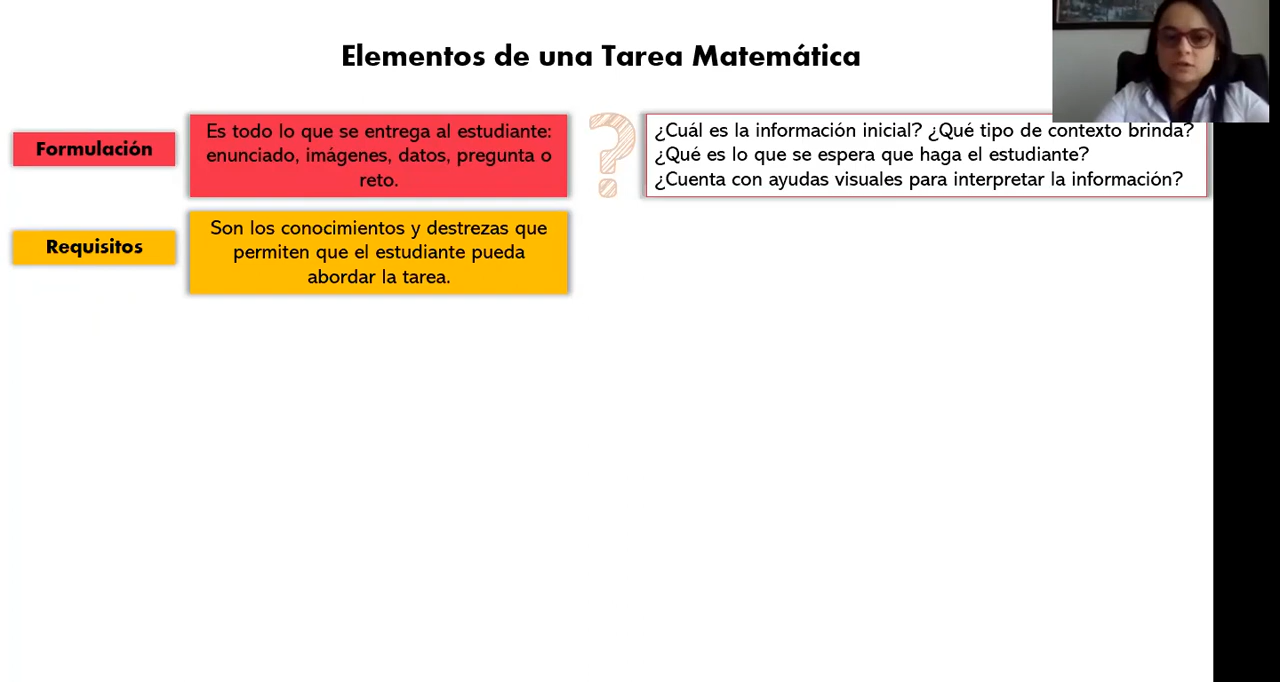 Elementos de una Tarea Matemática
Formulación
Es todo lo que se entrega al estudiante:
enunciado, imágenes, datos, pregunta o
reto.
¿Cuál es la información inicial? ¿Qué tipo de contexto brinda?
¿Qué es lo que se espera que haga el estudiante?
¿Cuenta con ayudas visuales para interpretar la información?
Requisitos
Son los conocimientos y destrezas que
permiten que el estudiante pueda
abordar la tarea.